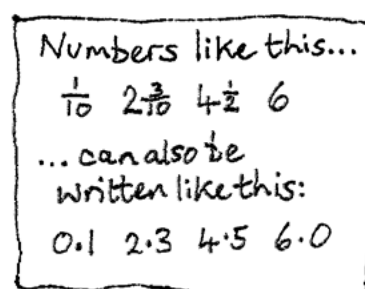 Numbers like this...
1/10 2 3/10 4 1/2 6
... can also be
written like this:
0.1 2.3 4.5 6.0